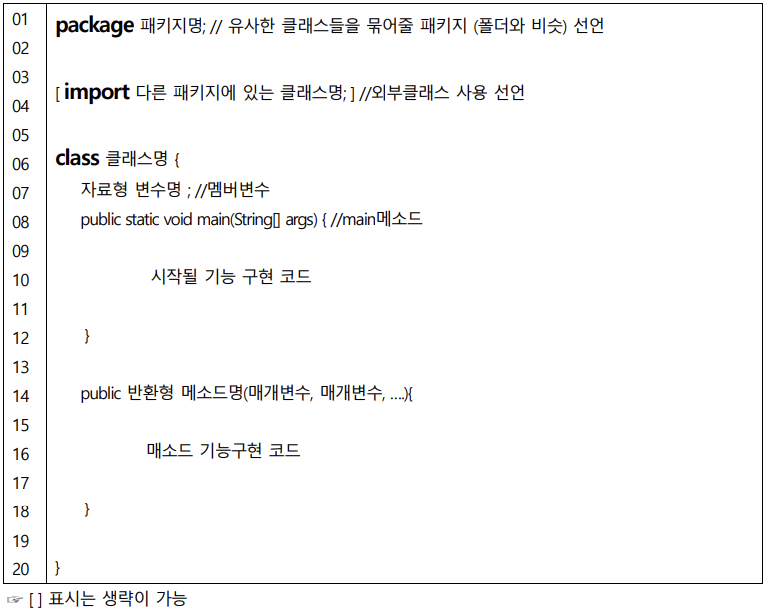 01 package 패키지명; // 유사한 클래스들을 묶어줄 패키지 (폴더와 비슷) 선언
02
03 [ import 다른 패키지에 있는 클래스명; ] //외부클래스 사용 선언
04
05
06 class 클래스명 {
07 자료형 변수명 ; //멤버변수
08 public static void main(String[] args) { //main메소드
09
10 시작될 기능 구현 코드
11
12 }
13
14 public 반환형 메소드명(매개변수, 매개변수, ….){
15
16 매소드 기능구현 코드
17
18 }
19
20 }
☞ [ ] 표시는 생략이 가능